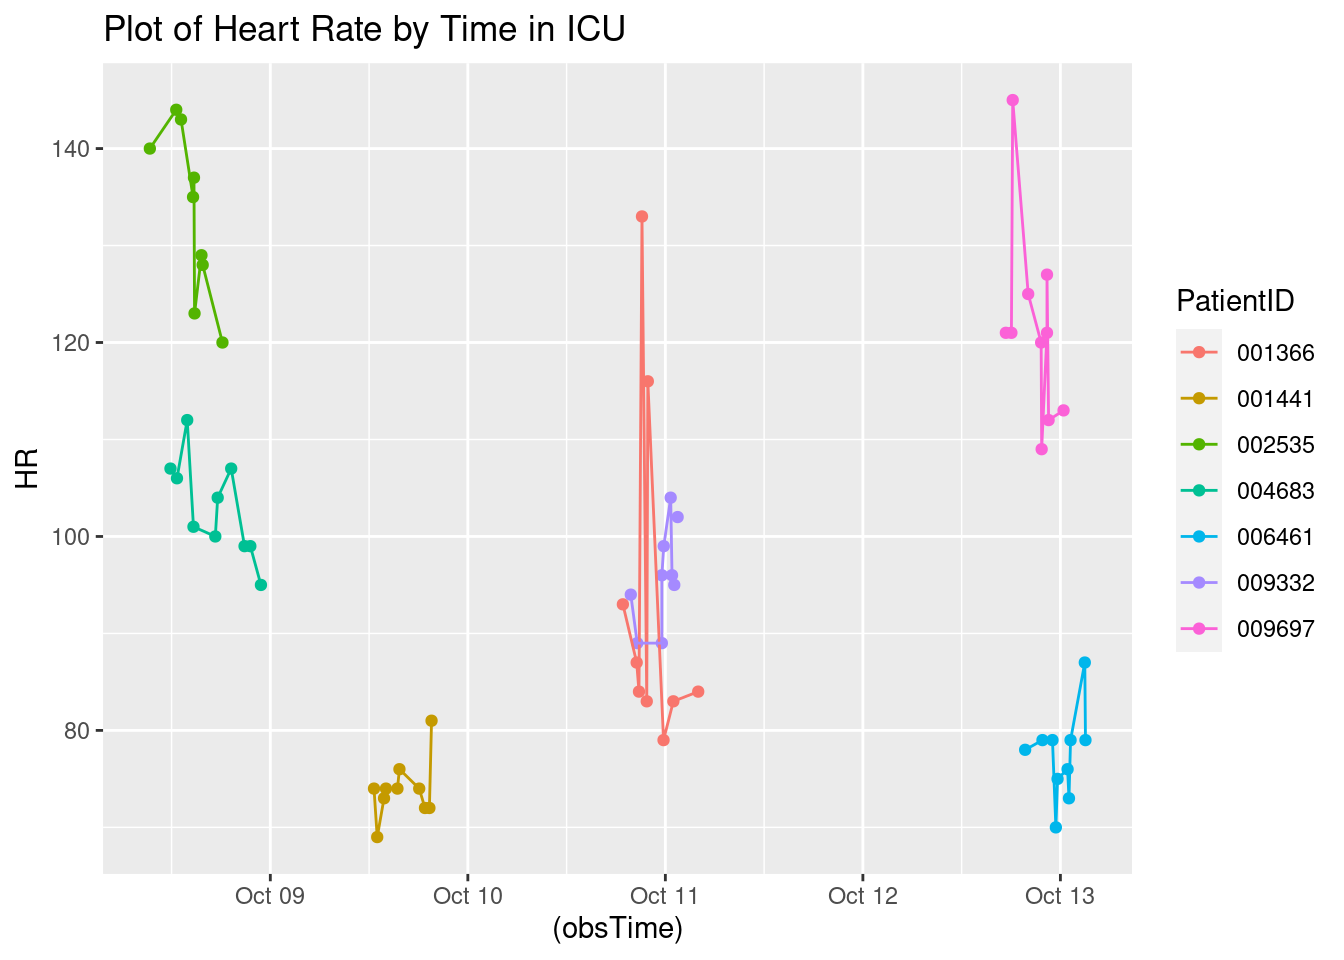 Plot of Heart Rate by Time in ICU
HR
140
120
100
80
Oct 09
Oct 10
Oct 11
Oct 12
Oct 13
(obsTime)
PatientID
001366
001441
002535
004683
006461
009332
009697